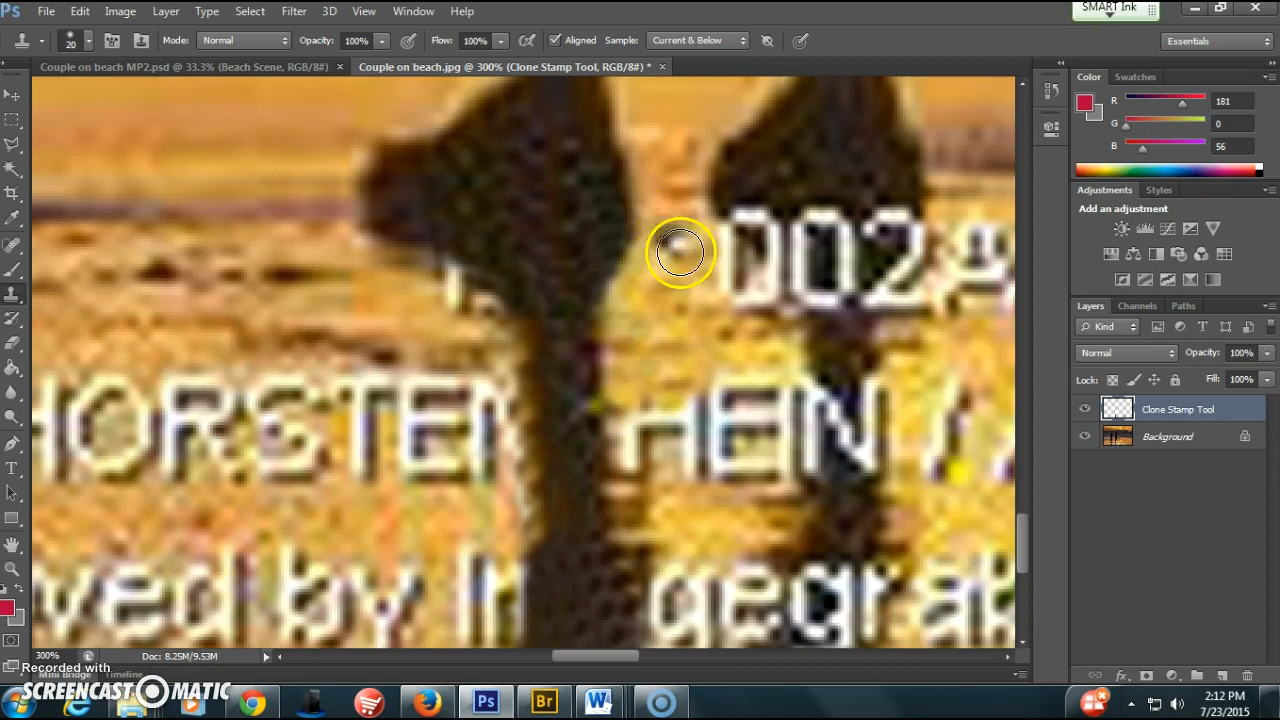 Ps File Edit Image Layer Type Select Filter 3D View Window Help SMART Ink
20 Mode: Normal Opacity: 100% Flow: 100% Aligned Sample: Current & Below Essentials
Couple on beach MP2.psd @ 33.3% (Beach Scene, RGB/8#) × Couple on beach.jpg @ 300% (Clone Stamp Tool, RGB/8#) * ×
Color Swatches
R 181
G 0
B 56
Adjustments Styles
Add an adjustment
002
HORSTEN HEN /
Layers Channels Paths
Kind
Normal Opacity: 100%
Lock: Fill: 100%
Clone Stamp Tool
Background
ved by
300% Doc: 8.25M/9.53M
Mini Bridge Timeline
Recorded with
SCREENCAST MATIC
Ps Br W
2:12 PM
7/23/2015